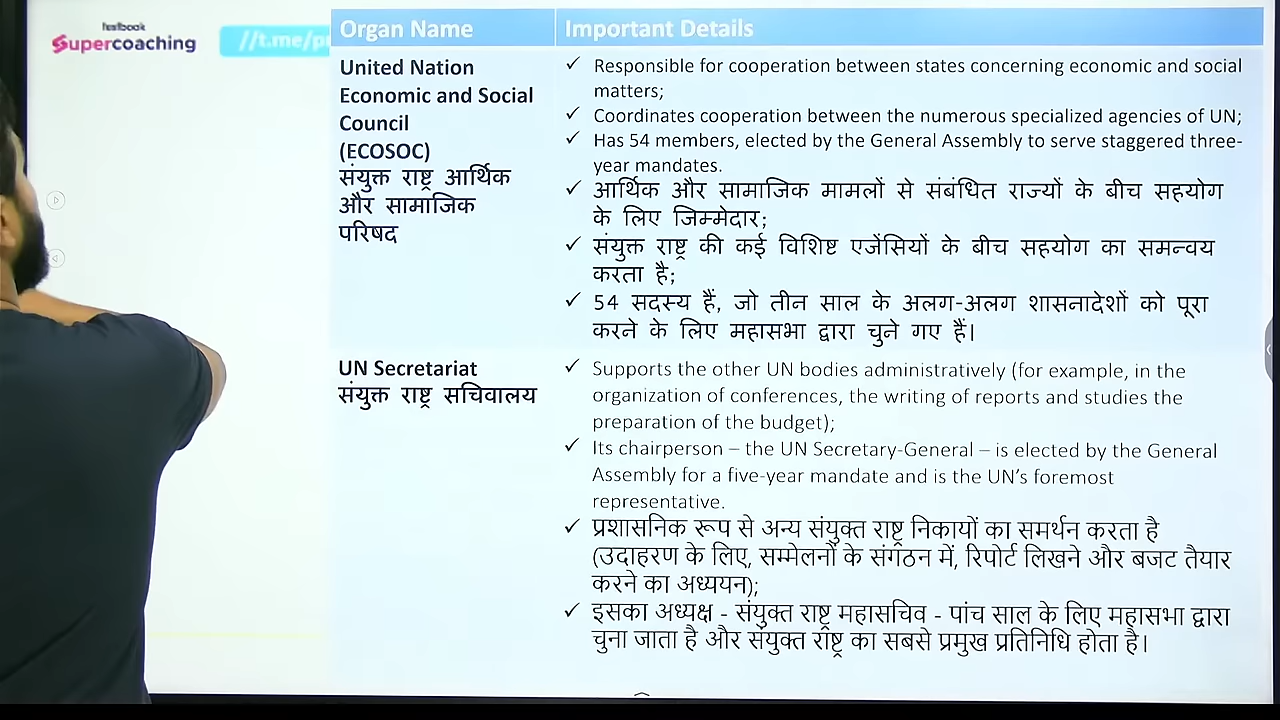 testbook
Supercoaching
//t.me/p
Organ Name
Important Details
United Nation
Economic and Social
Council
(ECOSOC)
संयुक्त राष्ट्र आर्थिक
और सामाजिक
परिषद
✓ Responsible for cooperation between states concerning economic and social
matters;
✓ Coordinates cooperation between the numerous specialized agencies of UN;
✓ Has 54 members, elected by the General Assembly to serve staggered three-
year mandates.
✓ आर्थिक और सामाजिक मामलों से संबंधित राज्यों के बीच सहयोग
के लिए जिम्मेदार;
✓ संयुक्त राष्ट्र की कई विशिष्ट एजेंसियों के बीच सहयोग का समन्वय
करता है;
✓ 54 सदस्य हैं, जो तीन साल के अलग-अलग शासनादेशों को पूरा
करने के लिए महासभा द्वारा चुने गए हैं।
UN Secretariat
संयुक्त राष्ट्र सचिवालय
✓ Supports the other UN bodies administratively (for example, in the
organization of conferences, the writing of reports and studies the
preparation of the budget);
✓ Its chairperson – the UN Secretary-General – is elected by the General
Assembly for a five-year mandate and is the UN's foremost
representative.
✓ प्रशासनिक रूप से अन्य संयुक्त राष्ट्र निकायों का समर्थन करता है
(उदाहरण के लिए, सम्मेलनों के संगठन में, रिपोर्ट लिखने और बजट तैयार
करने का अध्ययन);
✓ इसका अध्यक्ष - संयुक्त राष्ट्र महासचिव - पांच साल के लिए महासभा द्वारा
चुना जाता है और संयुक्त राष्ट्र का सबसे प्रमुख प्रतिनिधि होता है।